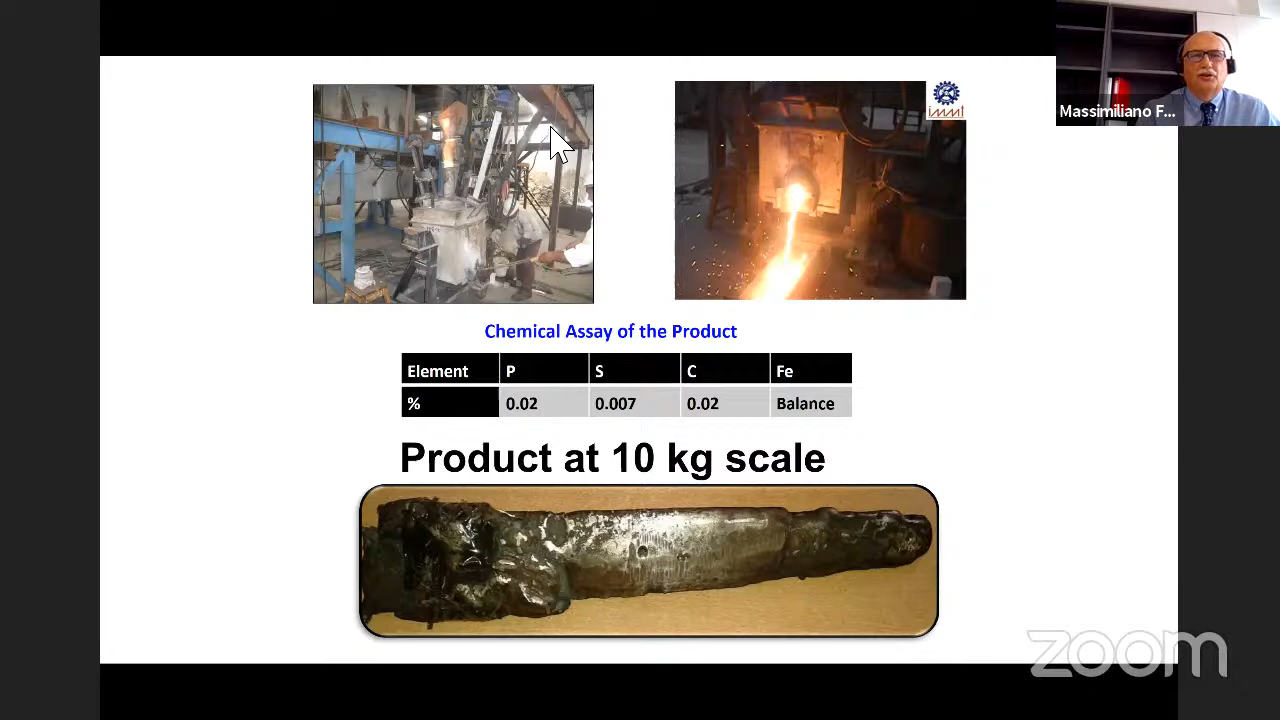 immt
Massimiliano F...
Chemical Assay of the Product
Element P S C Fe
% 0.02 0.007 0.02 Balance
Product at 10 kg scale
zoom